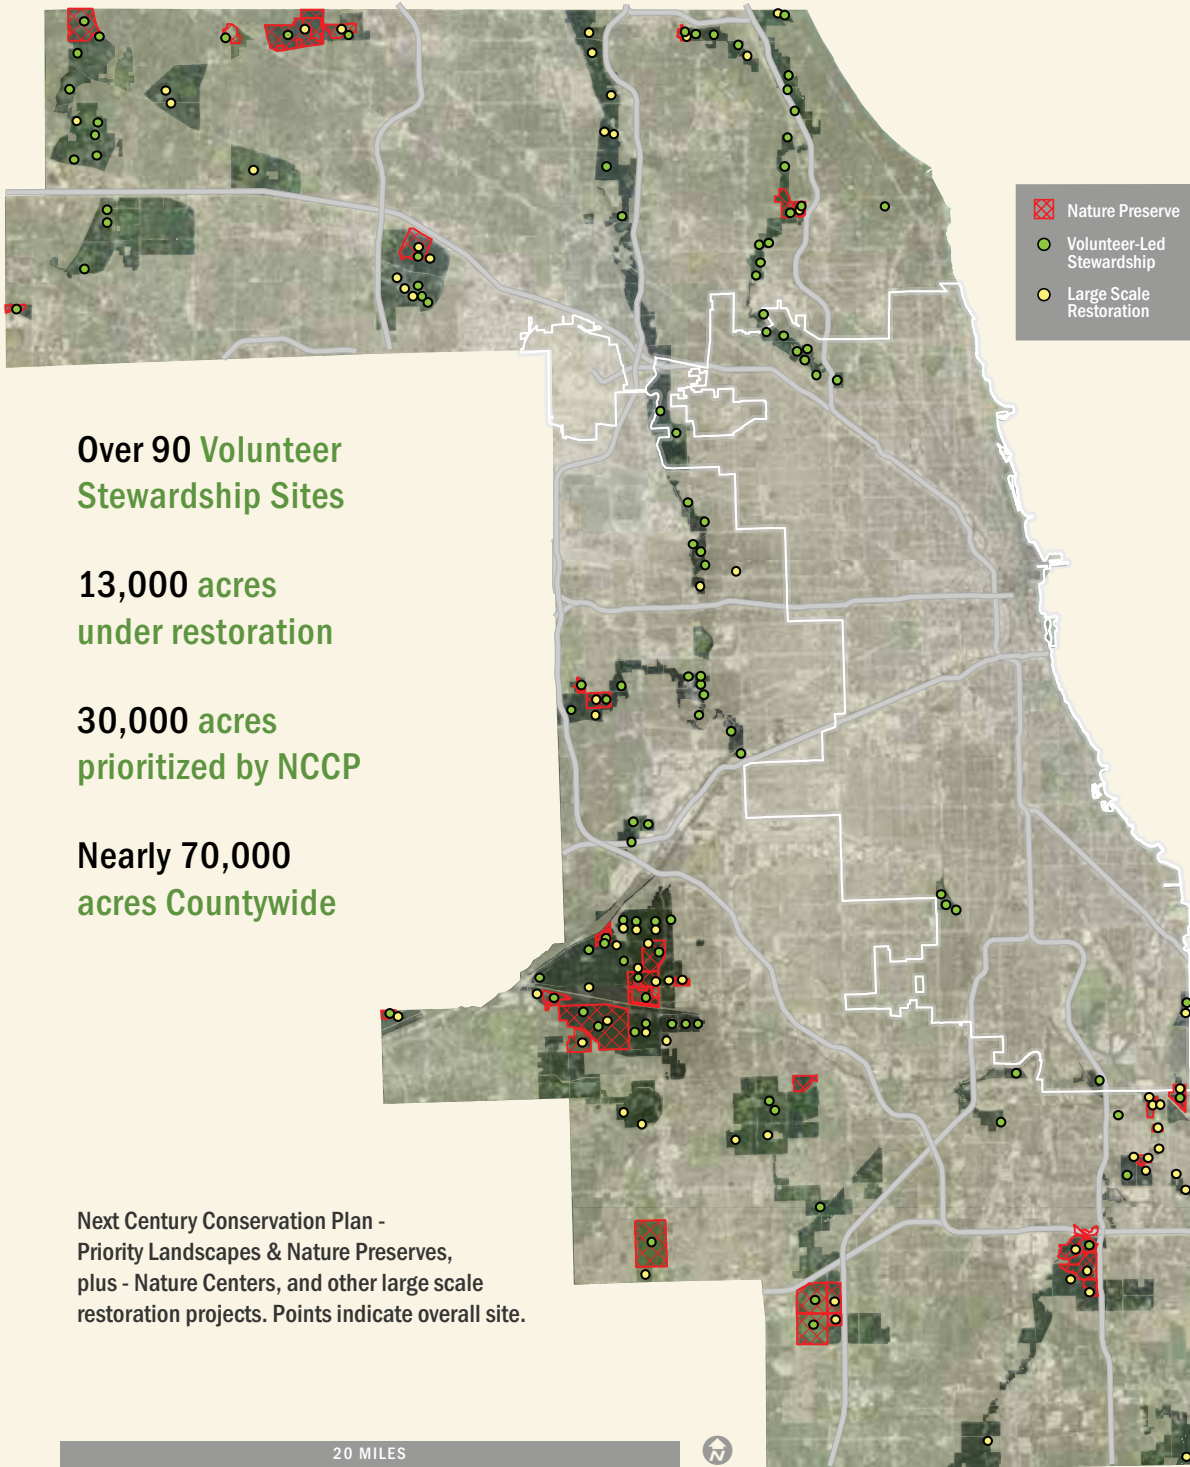 Nature Preserve
Volunteer-Led
Stewardship
Large Scale
Restoration
Over 90 Volunteer
Stewardship Sites
13,000 acres
under restoration
30,000 acres
prioritized by NCCP
Nearly 70,000
acres Countywide
Next Century Conservation Plan -
Priority Landscapes & Nature Preserves,
plus - Nature Centers, and other large scale
restoration projects. Points indicate overall site.
20 MILES
N